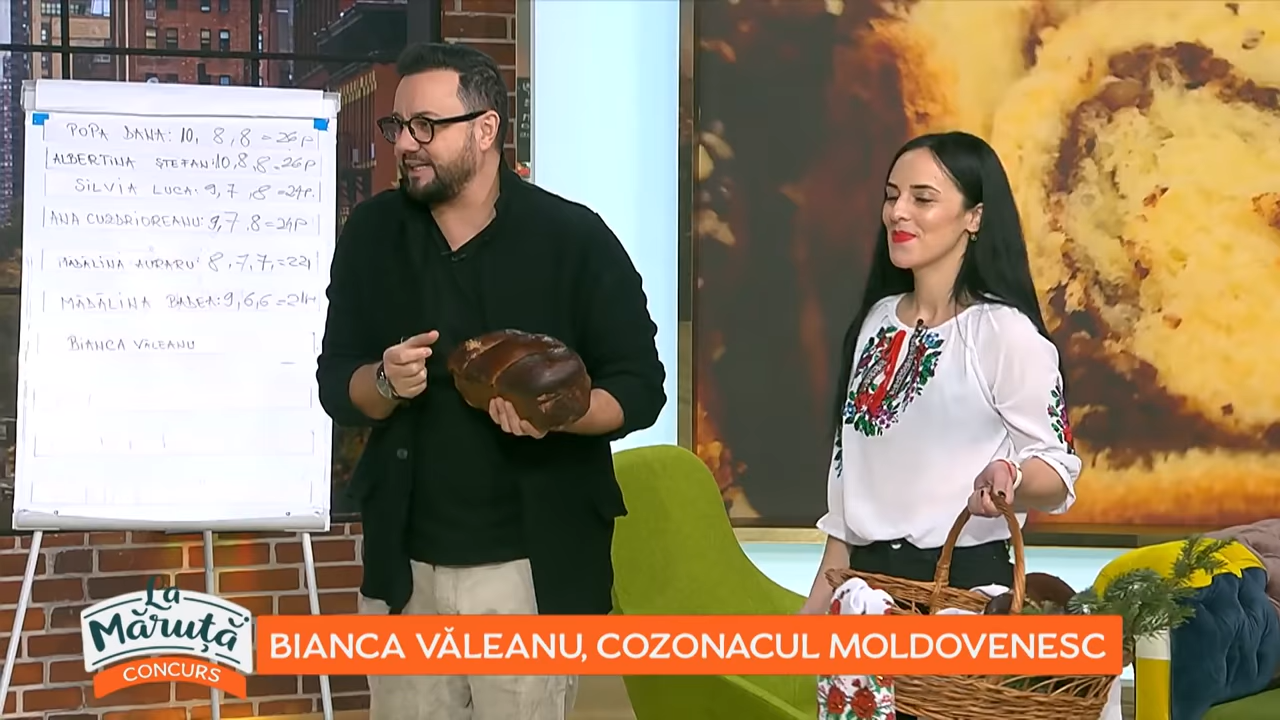 POPA DANA: 10, 8,8 = 26p
ALBERTINA ȘTEFAN: 10,8,8=26p
SILVIA LUCA: 9,7,8=24p.
ANA CUZDRIOREANU: 9,7.8=24p
MĂDĂLINA AURARU 8,7,7,=22p
MĂDĂLINA BADEA: 9,6,6=21p
BIANCA VĂLEANU
La
Măruță
CONCURS
BIANCA VĂLEANU, COZONACUL MOLDOVENESC